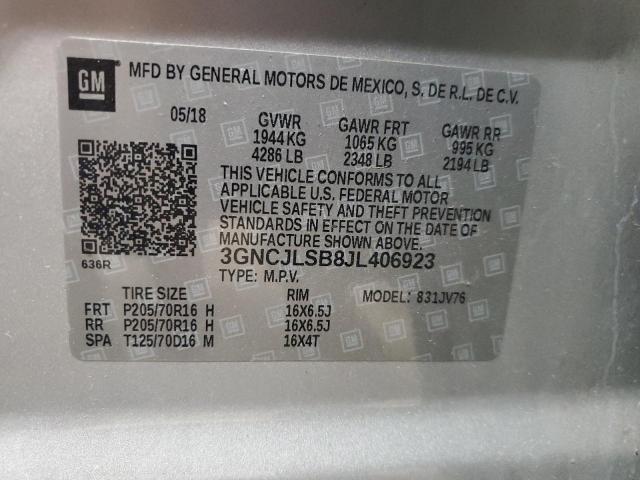 GM MFD BY GENERAL MOTORS DE MEXICO, S. DE R.L. DE C.V.
05/18 GVWR GAWR FRT GAWR RR
1944 KG 1065 KG 995 KG
4286 LB 2348 LB 2194 LB
THIS VEHICLE CONFORMS TO ALL
APPLICABLE U.S. FEDERAL MOTOR
VEHICLE SAFETY AND THEFT PREVENTION
STANDARDS IN EFFECT ON THE DATE OF
MANUFACTURE SHOWN ABOVE.
636R 3GNCJLSB8JL406923
TYPE: M.P.V.
TIRE SIZE RIM MODEL: 831JV76
FRT P205/70R16 H 16X6.5J
RR P205/70R16 H 16X6.5J
SPA T125/70D16 M 16X4T